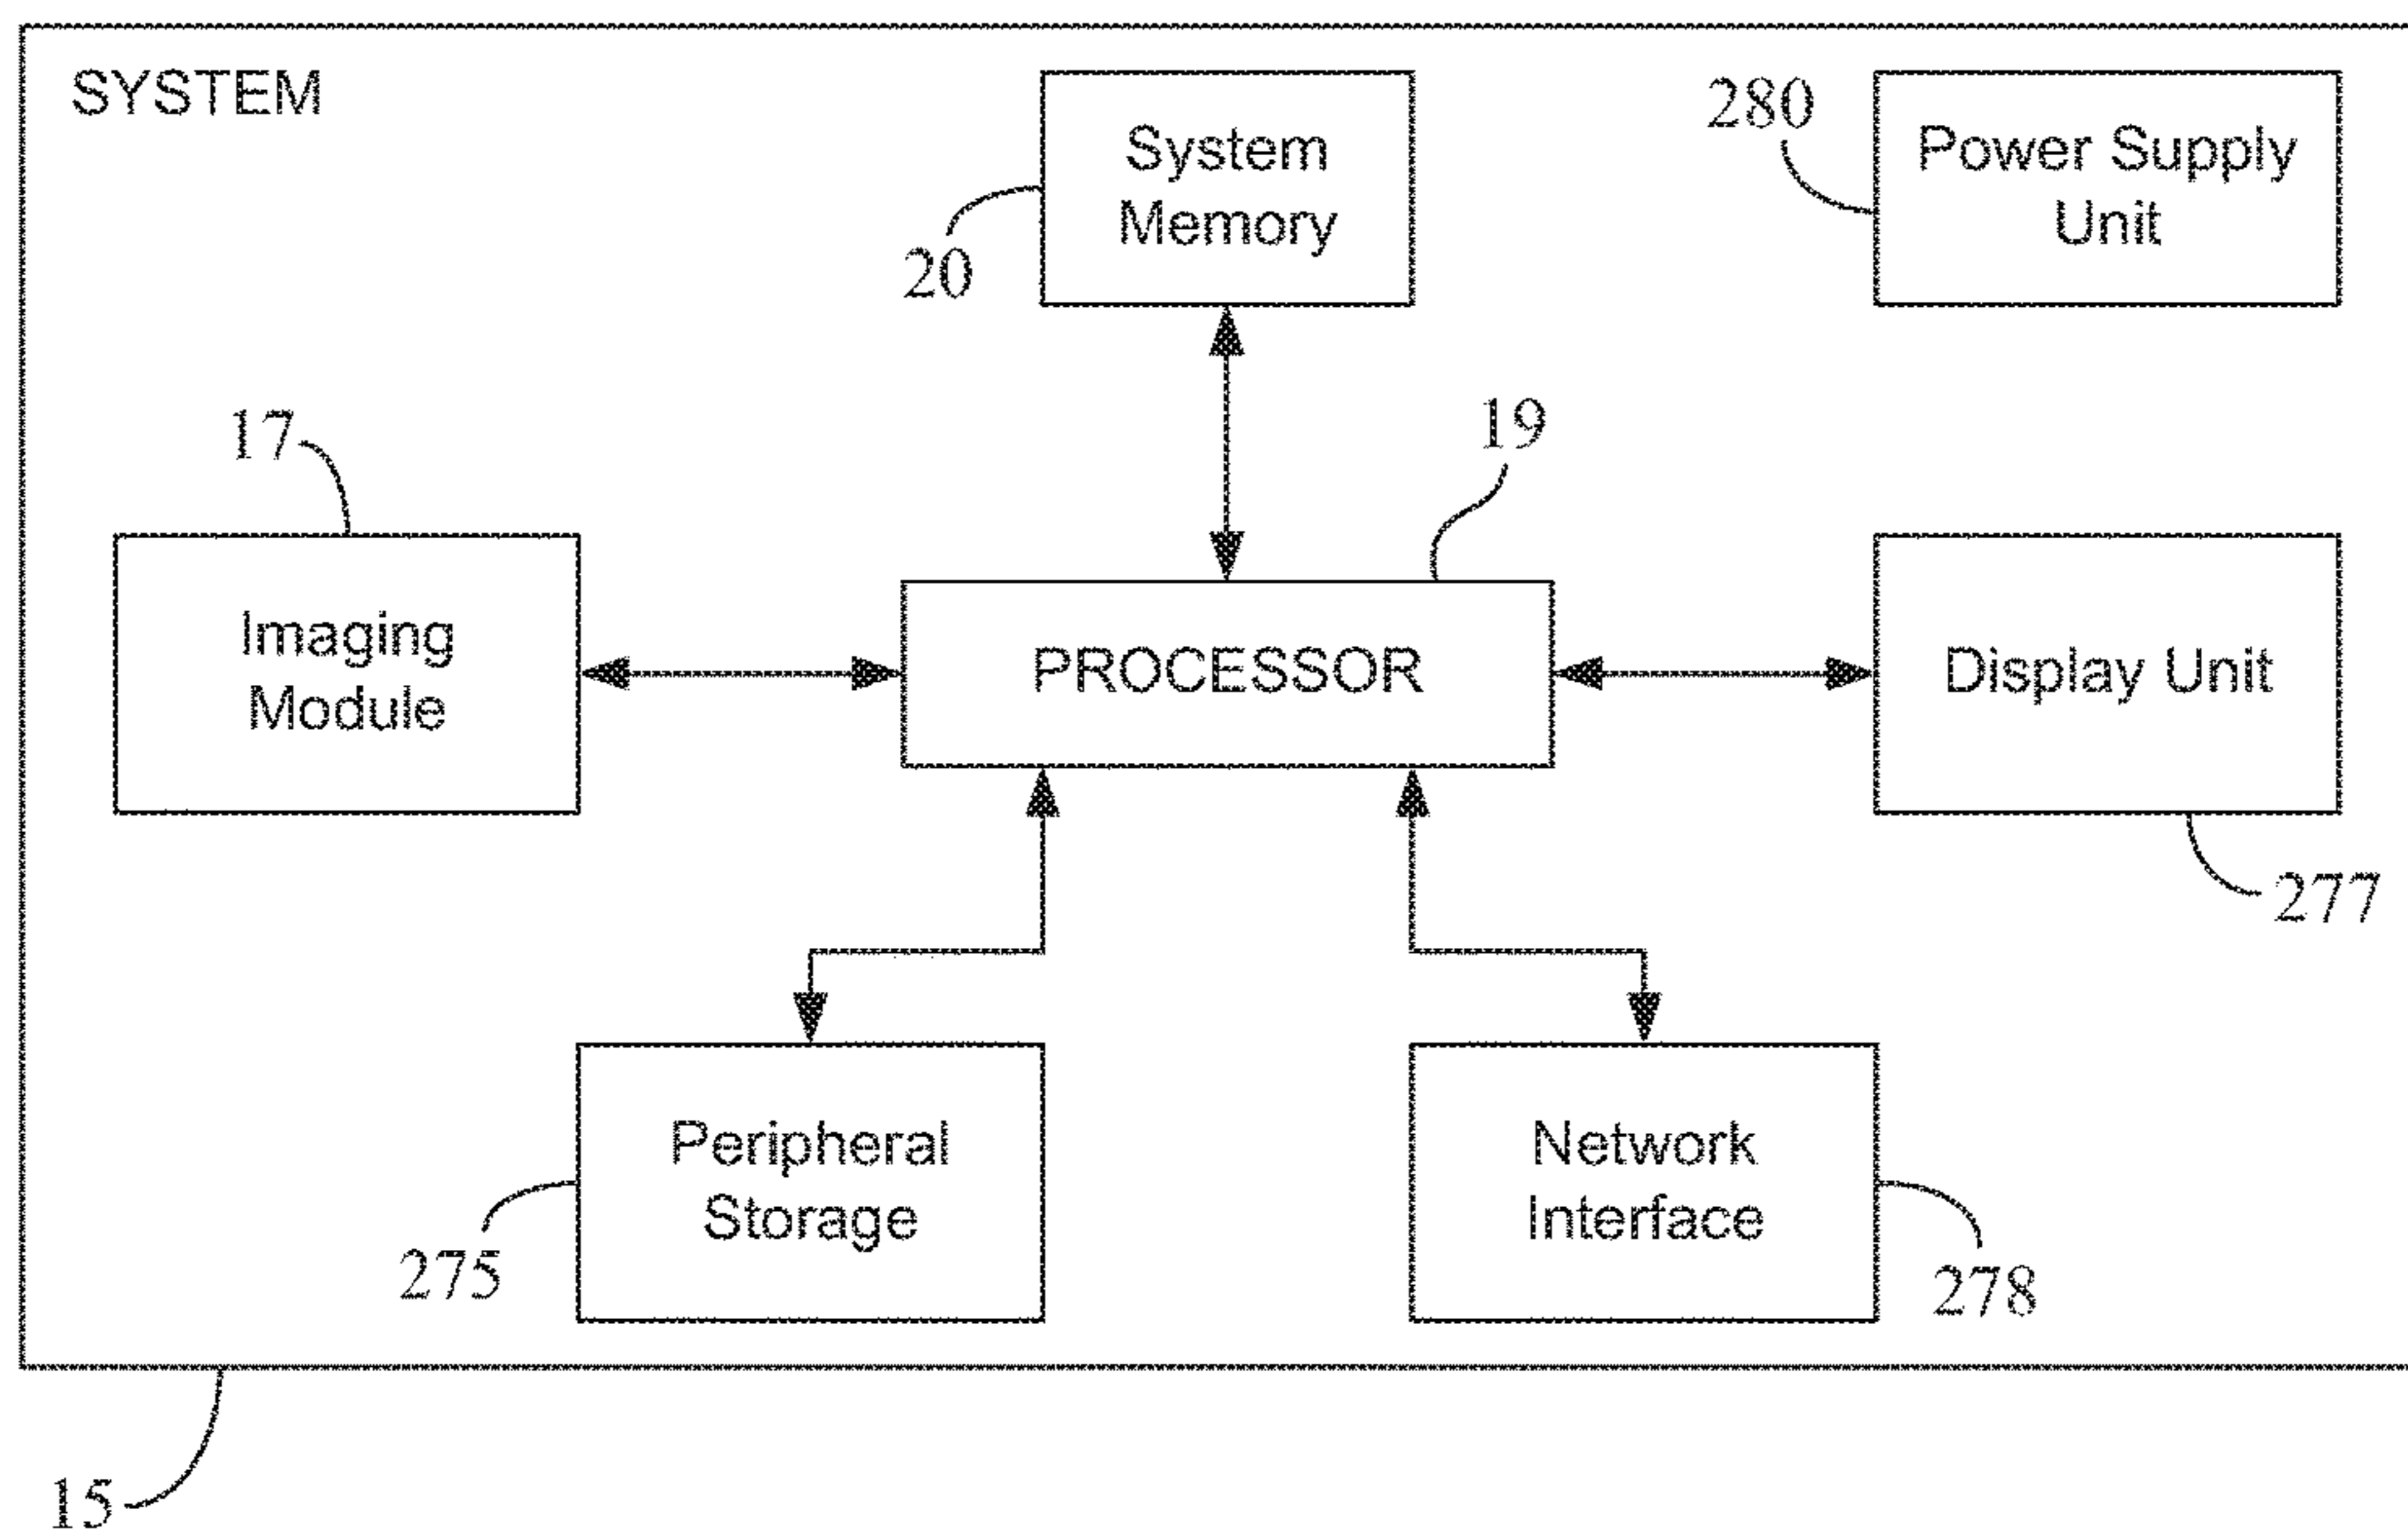 SYSTEM
System
Memory
20
280
Power Supply
Unit
17
Imaging
Module
19
PROCESSOR
Display Unit
277
Peripheral
Storage
275
Network
Interface
278
15